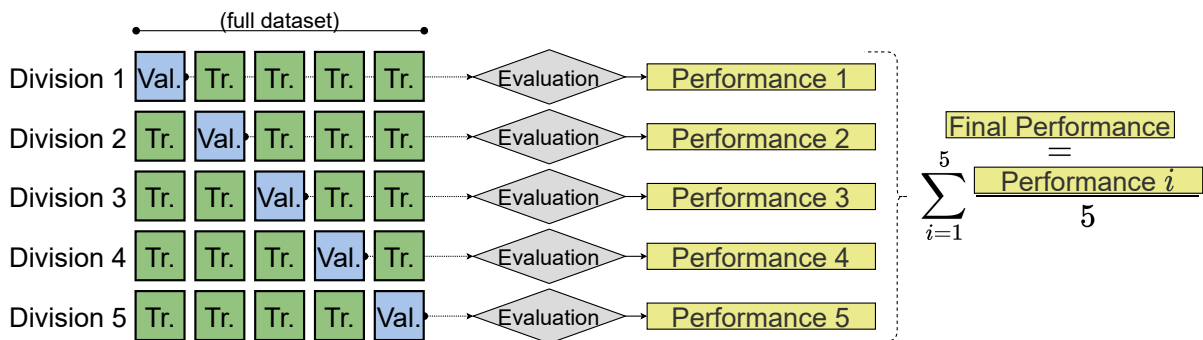 (full dataset)
Division 1 Val. Tr. Tr. Tr. Tr. Evaluation Performance 1
Division 2 Tr. Val. Tr. Tr. Tr. Evaluation Performance 2
Division 3 Tr. Tr. Val. Tr. Tr. Evaluation Performance 3
Division 4 Tr. Tr. Tr. Val. Tr. Evaluation Performance 4
Division 5 Tr. Tr. Tr. Tr. Val. Evaluation Performance 5
Final Performance
=
5
∑ Performance i
5
i=1